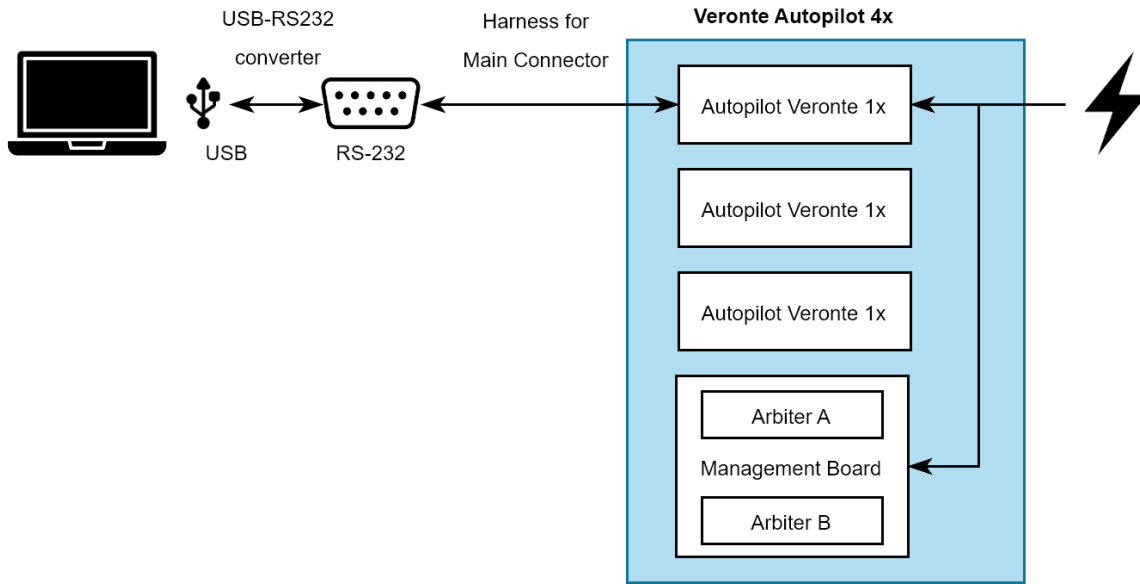 USB-RS232
converter
Harness for
Main Connector
Veronte Autopilot 4x
USB
RS-232
Autopilot Veronte 1x
Autopilot Veronte 1x
Autopilot Veronte 1x
Arbiter A
Management Board
Arbiter B